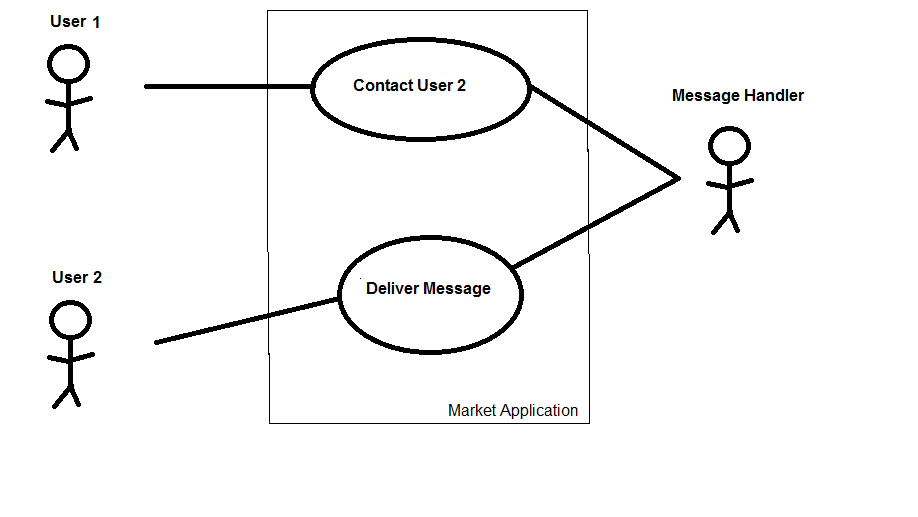 User 1
Contact User 2
Message Handler
User 2
Deliver Message
Market Application